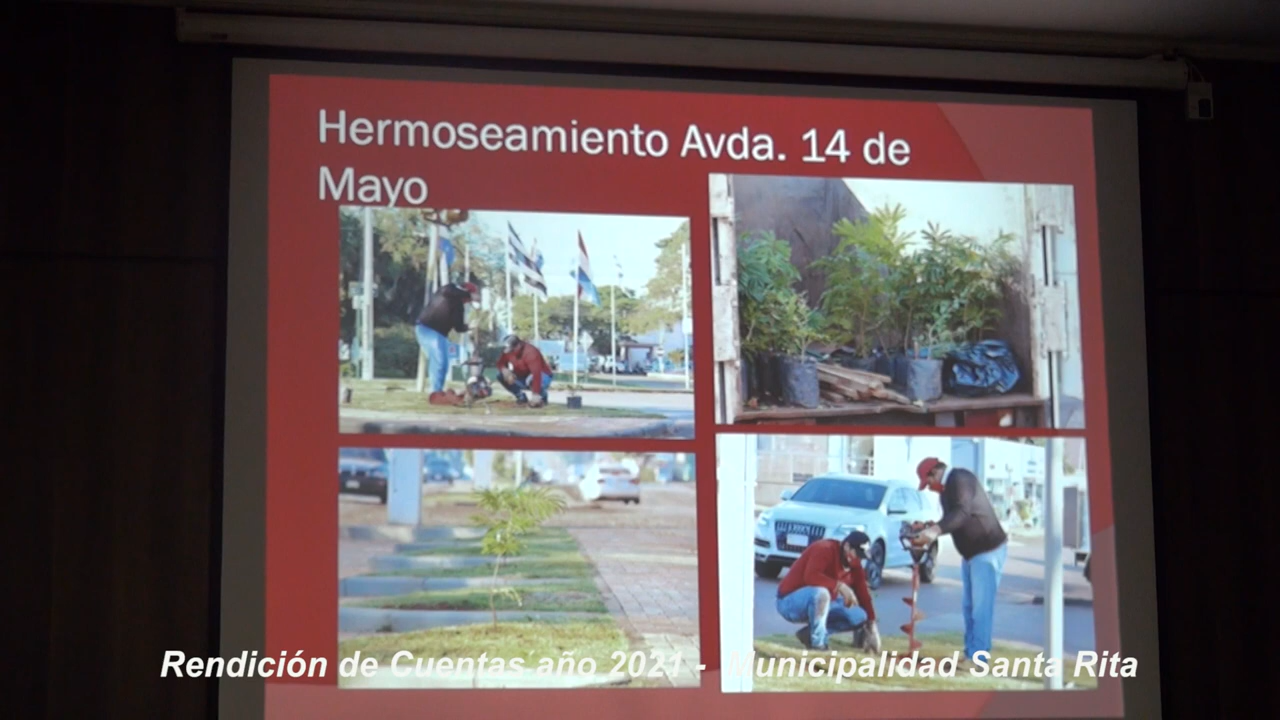 Hermoseamiento Avda. 14 de
Mayo
Rendición de Cuentas año 2021 - Municipalidad Santa Rita